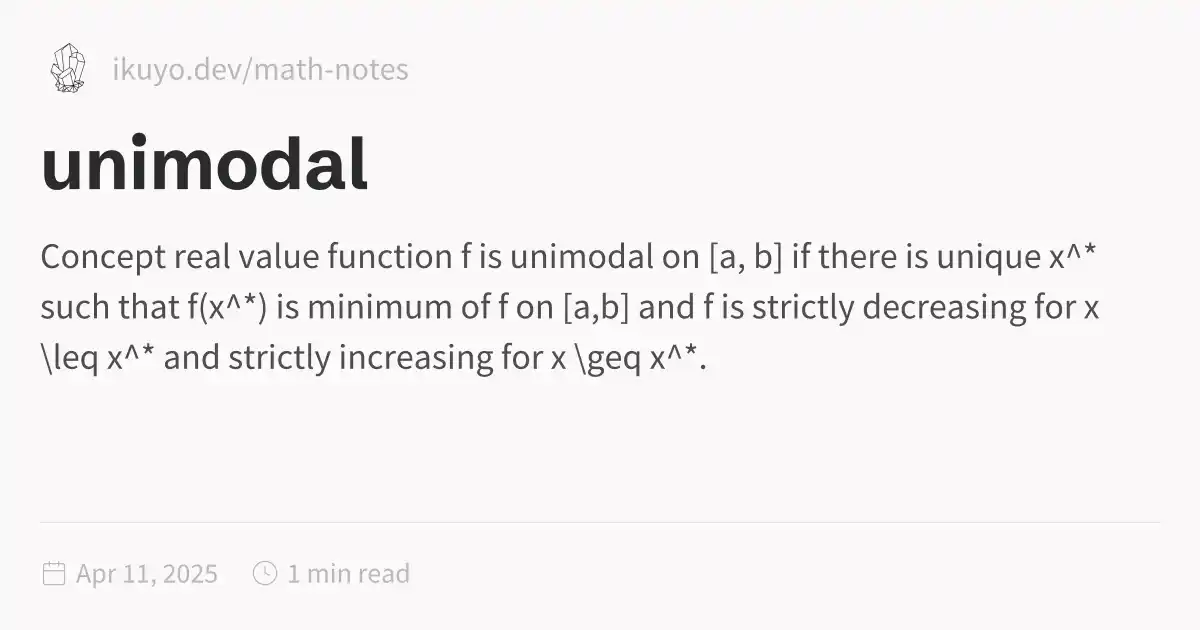 ikuyo.dev/math-notes
unimodal
Concept real value function f is unimodal on [a, b] if there is unique x^*
such that f(x^*) is minimum of f on [a,b] and f is strictly decreasing for x
\leq x^* and strictly increasing for x \geq x^*.
Apr 11, 2025 1 min read